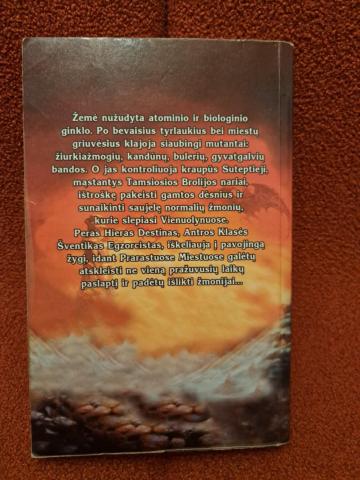 Žemė nužudyta atominio ir biologinio
ginklo. Po bevaisius tyrlaukius bei miestų
griuvėsius klajoja siaubingi mutantai:
žiurkiažmogių, kandūnų, bulerių, gyvatgalvių
bandos. O jas kontroliuoja kraupūs Suteptieji,
mąstantys Tamsiosios Brolijos nariai,
ištroškę pakeisti gamtos dėsnius ir
sunaikinti saujelę normalių žmonių,
kurie slepiasi Vienuolynuose.
Peras Hieras Destinas, Antros Klasės
Šventikas Egzorcistas, iškeliauja į pavojingą
žygį, idant Prarastuose Miestuose galėtų
atskleisti ne vieną pražuvusių laikų
paslaptį ir padėtų išlikti žmonijai...